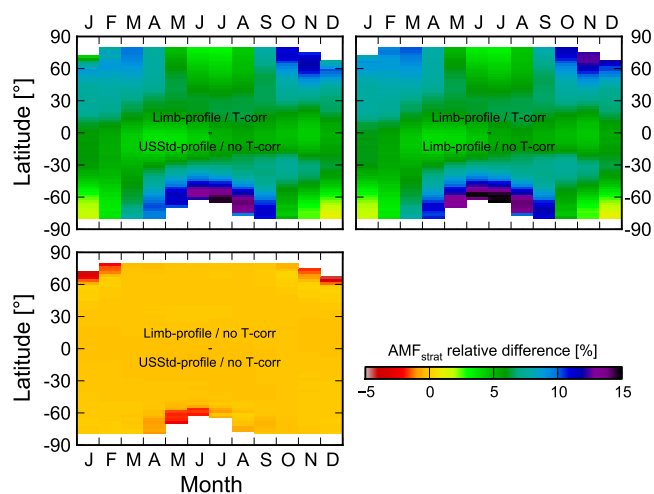 J F M A M J J A S O N D
J F M A M J J A S O N D
90
60
30
0
-30
-60
-90
Latitude [°]
Limb-profile / T-corr
-
USStd-profile / no T-corr
Limb-profile / T-corr
-
Limb-profile / no T-corr
90
60
30
0
-30
-60
-90
90
60
30
0
-30
-60
-90
Latitude [°]
Limb-profile / no T-corr
-
USStd-profile / no T-corr
J F M A M J J A S O N D
Month
AMFstrat relative difference [%]
−5 0 5 10 15